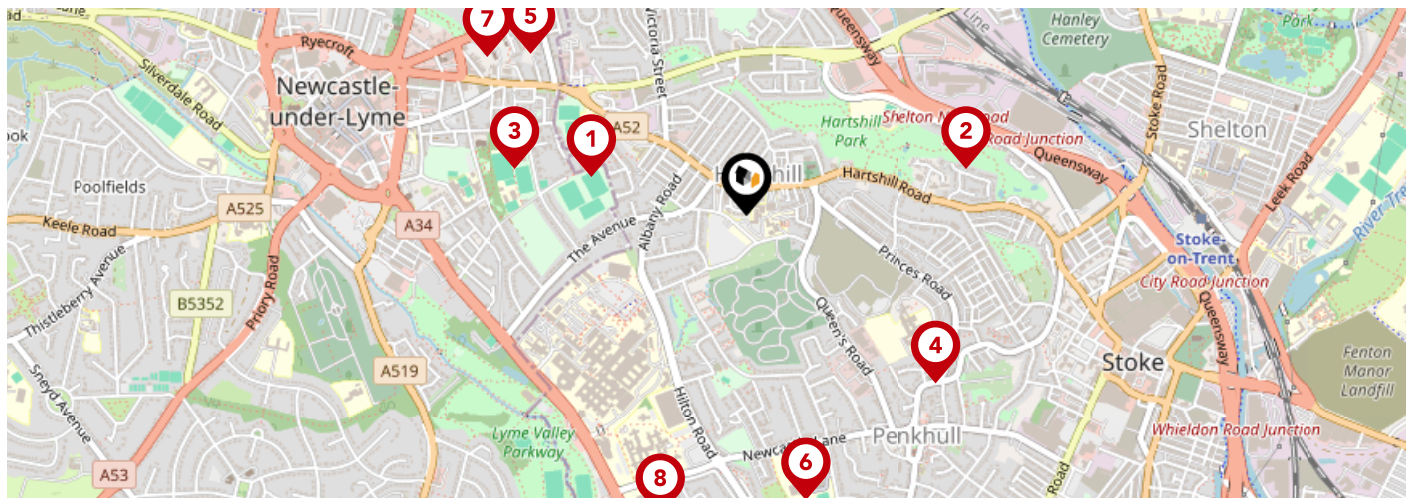 7
5
Ryecroft
Victoria Street
Queensway
Line
Hanley
Cemetery
Park
Silverdale Road
Newcastle-
under-Lyme
3
1
A52
Hartshill
Park
Shelton New Road
2
Road Junction
Queensway
Stoke Road
Shelton
Leek Road
Poolfields
Hartshill Road
A525
Keele Road
A34
The Avenue
Albany Road
Stoke-
on-Trent
City Road Junction
Thistleberry Avenue
B5352
Priory Road
Princes Road
Queen's Road
Queensway
4
Stoke
Fenton
Manor
Landfill
A519
Sneyd Avenue
Hilton Road
Lyme Valley
Parkway
Penkhull
Whieldon Road Junction
A53
8
6
Road